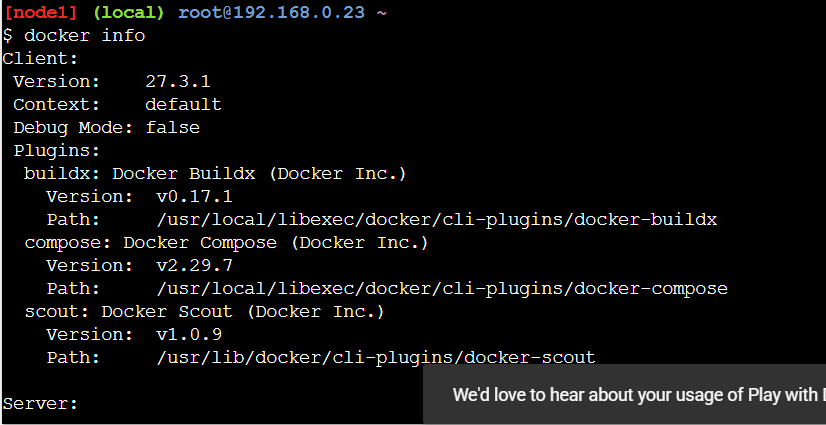 [node1] (local) root@192.168.0.23 ~
$ docker info
Client:
 Version:    27.3.1
 Context:    default
 Debug Mode: false
 Plugins:
  buildx: Docker Buildx (Docker Inc.)
    Version:  v0.17.1
    Path:     /usr/local/libexec/docker/cli-plugins/docker-buildx
  compose: Docker Compose (Docker Inc.)
    Version:  v2.29.7
    Path:     /usr/local/libexec/docker/cli-plugins/docker-compose
  scout: Docker Scout (Docker Inc.)
    Version:  v1.0.9
    Path:     /usr/lib/docker/cli-plugins/docker-scout
We'd love to hear about your usage of Play with
Server: